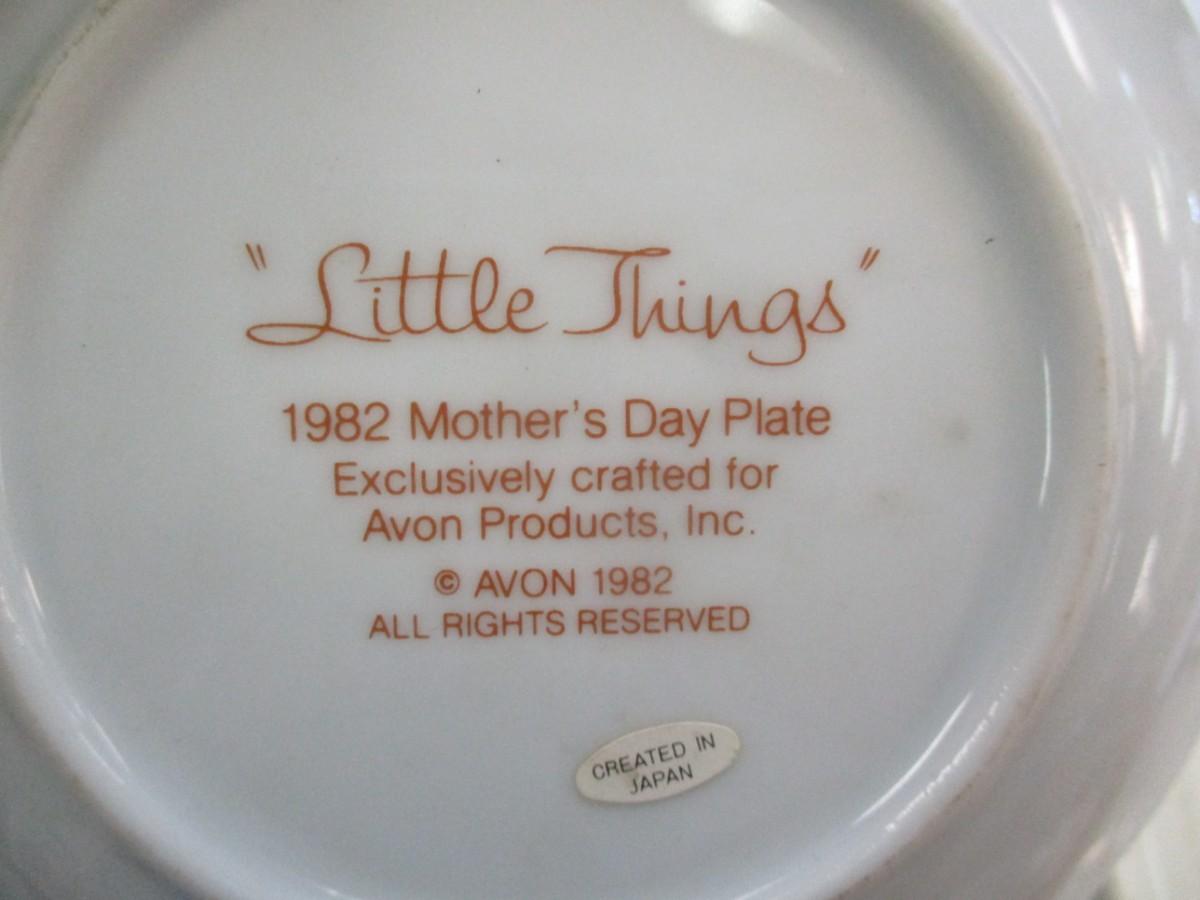 "Little Things"
1982 Mother's Day Plate
Exclusively crafted for
Avon Products, Inc.
© AVON 1982
ALL RIGHTS RESERVED
CREATED IN
JAPAN